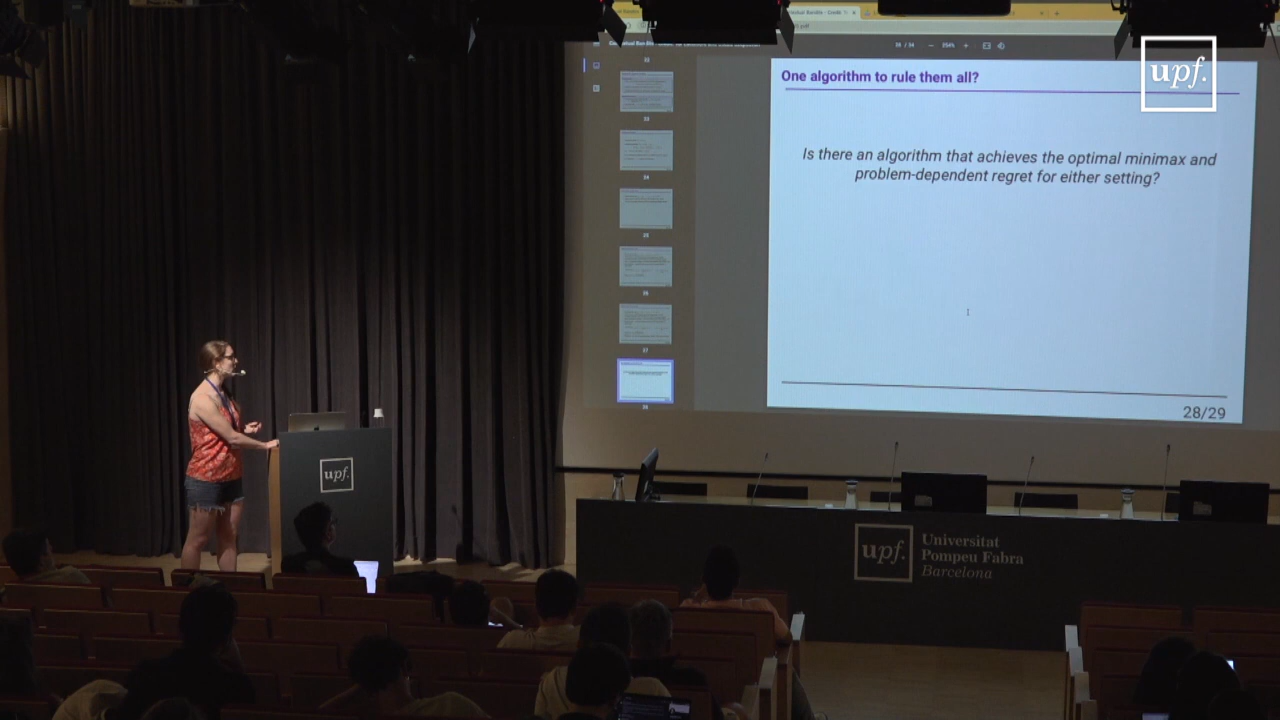 One algorithm to rule them all?
upf.
Is there an algorithm that achieves the optimal minimax and
problem-dependent regret for either setting?
28/29
upf.
upf.
Universitat
Pompeu Fabra
Barcelona